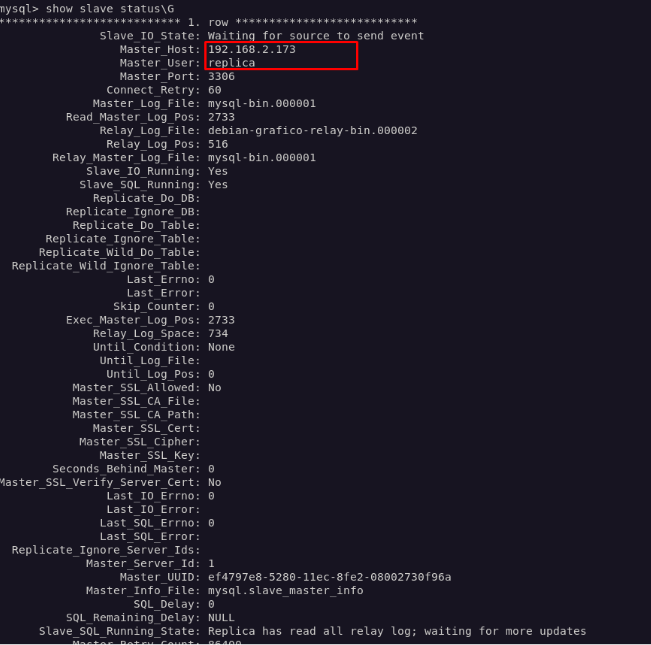 mysql> show slave status\G
*************************** 1. row ***************************
Slave_IO_State: Waiting for source to send event
Master_Host: 192.168.2.173
Master_User: replica
Master_Port: 3306
Connect_Retry: 60
Master_Log_File: mysql-bin.000001
Read_Master_Log_Pos: 2733
Relay_Log_File: debian-grafico-relay-bin.000002
Relay_Log_Pos: 516
Relay_Master_Log_File: mysql-bin.000001
Slave_IO_Running: Yes
Slave_SQL_Running: Yes
Replicate_Do_DB:
Replicate_Ignore_DB:
Replicate_Do_Table:
Replicate_Ignore_Table:
Replicate_Wild_Do_Table:
Replicate_Wild_Ignore_Table:
Last_Errno: 0
Last_Error:
Skip_Counter: 0
Exec_Master_Log_Pos: 2733
Relay_Log_Space: 734
Until_Condition: None
Until_Log_File:
Until_Log_Pos: 0
Master_SSL_Allowed: No
Master_SSL_CA_File:
Master_SSL_CA_Path:
Master_SSL_Cert:
Master_SSL_Cipher:
Master_SSL_Key:
Seconds_Behind_Master: 0
Master_SSL_Verify_Server_Cert: No
Last_IO_Errno: 0
Last_IO_Error:
Last_SQL_Errno: 0
Last_SQL_Error:
Replicate_Ignore_Server_Ids:
Master_Server_Id: 1
Master_UUID: ef4797e8-5280-11ec-8fe2-08002730f96a
Master_Info_File: mysql.slave_master_info
SQL_Delay: 0
SQL_Remaining_Delay: NULL
Slave_SQL_Running_State: Replica has read all relay log; waiting for more updates
Master_Retry_Count: 86400